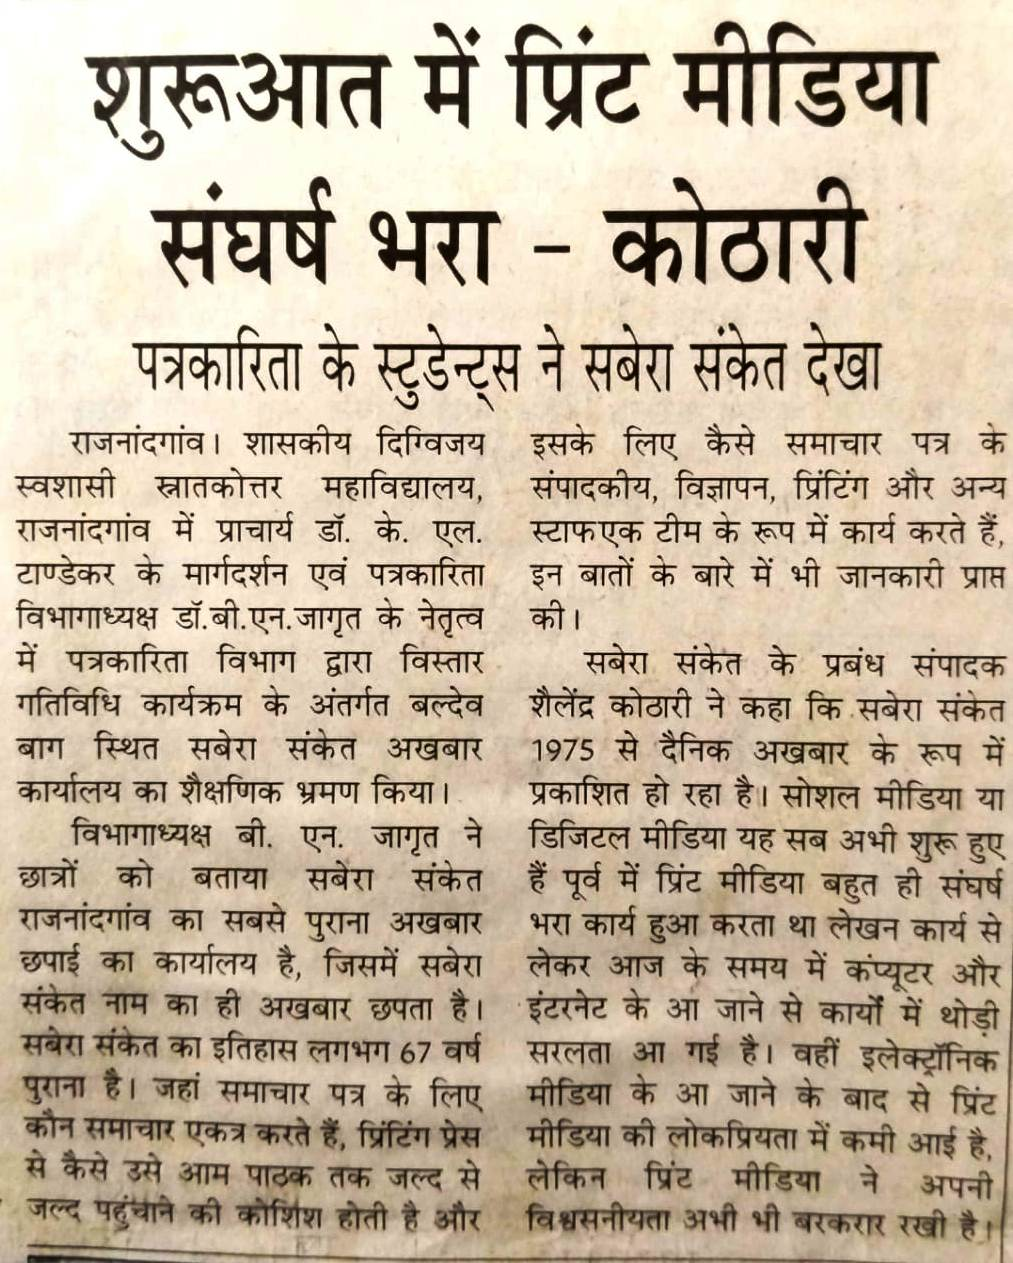 शुरूआत में प्रिंट मीडिया
संघर्ष भरा - कोठारी
पत्रकारिता के स्टुडेन्ट्स ने सबेरा संकेत देखा
राजनांदगांव। शासकीय दिग्विजय
स्वशासी स्नातकोत्तर महाविद्यालय,
राजनांदगांव में प्राचार्य डॉ. के. एल.
टाण्डेकर के मार्गदर्शन एवं पत्रकारिता
विभागाध्यक्ष डॉ.बी.एन.जागृत के नेतृत्व
में पत्रकारिता विभाग द्वारा विस्तार
गतिविधि कार्यक्रम के अंतर्गत बल्देव
बाग स्थित सबेरा संकेत अखबार
कार्यालय का शैक्षणिक भ्रमण किया।
विभागाध्यक्ष बी. एन. जागृत ने
छात्रों को बताया सबेरा संकेत
राजनांदगांव का सबसे पुराना अखबार
छपाई का कार्यालय है, जिसमें सबेरा
संकेत नाम का ही अखबार छपता है।
सबेरा संकेत का इतिहास लगभग 67 वर्ष
पुराना है। जहां समाचार पत्र के लिए
कौन समाचार एकत्र करते हैं, प्रिंटिंग प्रेस
से कैसे उसे आम पाठक तक जल्द से
जल्द पहुंचाने की कोशिश होती है और
इसके लिए कैसे समाचार पत्र के
संपादकीय, विज्ञापन, प्रिंटिंग और अन्य
स्टाफएक टीम के रूप में कार्य करते हैं,
इन बातों के बारे में भी जानकारी प्राप्त
की।
सबेरा संकेत के प्रबंध संपादक
शैलेंद्र कोठारी ने कहा कि सबेरा संकेत
1975 से दैनिक अखबार के रूप में
प्रकाशित हो रहा है। सोशल मीडिया या
डिजिटल मीडिया यह सब अभी शुरू हुए
हैं पूर्व में प्रिंट मीडिया बहुत ही संघर्ष
भरा कार्य हुआ करता था लेखन कार्य से
लेकर आज के समय में कंप्यूटर और
इंटरनेट के आ जाने से कार्यों में थोड़ी
सरलता आ गई है। वहीं इलेक्ट्रॉनिक
मीडिया के आ जाने के बाद से प्रिंट
मीडिया की लोकप्रियता में कमी आई है,
लेकिन प्रिंट मीडिया ने अपनी
विश्वसनीयता अभी भी बरकरार रखी है।